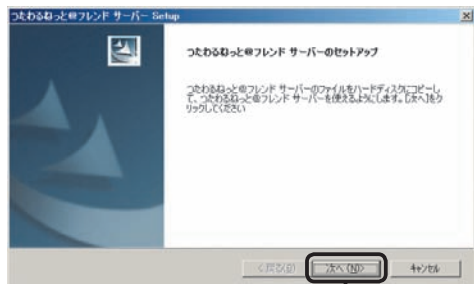 つたわるねっと@フレンド サーバー Setup
つたわるねっと@フレンド サーバーのセットアップ
つたわるねっと@フレンド サーバーのファイルをハードディスクにコピーし
て、つたわるねっと@フレンド サーバーを使えるようにします。[次へ]をク
リックしてください
< 戻る(B)
次へ(N)>
キャンセル